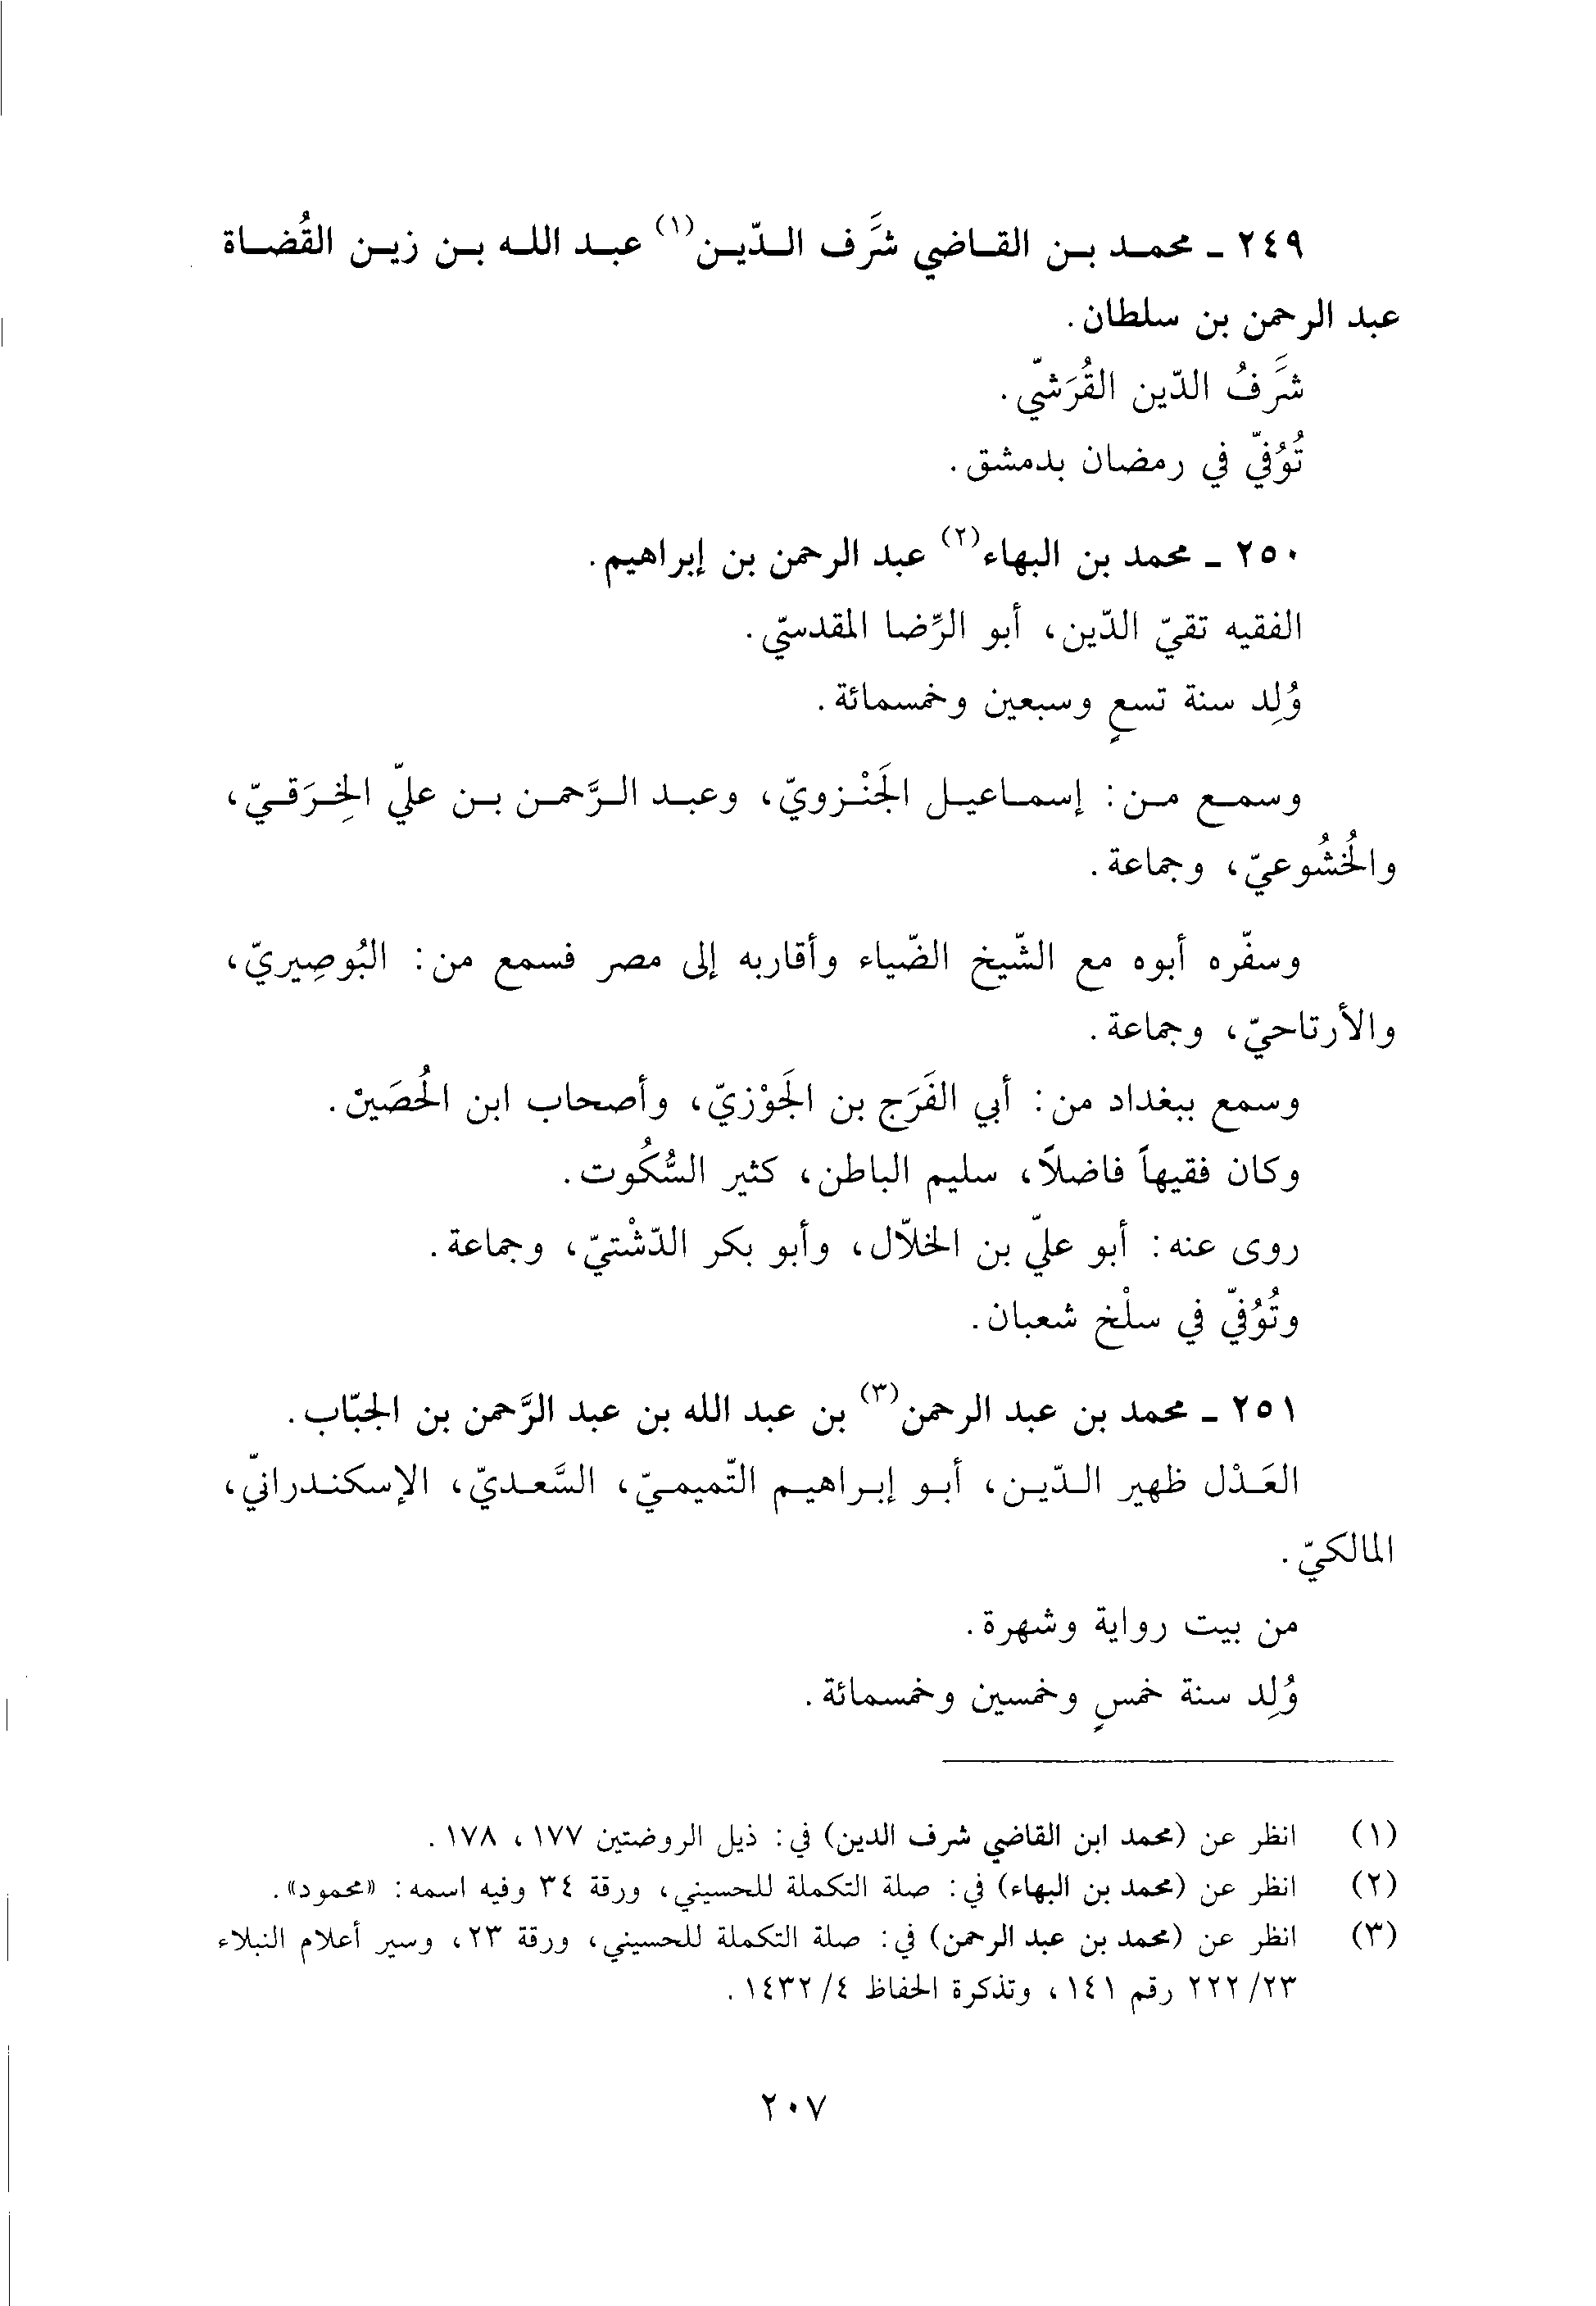 ٢٤٩ ـ محمد بن القاضي شَرَف الدّين(١) عبد الله بن زين القُضاة
عبد الرحمن بن سلطان.
شَرَفُ الدّين القُرَشيّ.
تُوُفيّ في رمضان بدمشق.
٢٥٠ ـ محمد بن البهاء(٢) عبد الرحمن بن إبراهيم.
الفقيه تقيّ الدّين، أبو الرِّضا المقدسيّ.
وُلِد سنة تسعٍ وسبعين وخمسمائة.
وسمع من: إسماعيل الجَنْزويّ، وعبد الرَّحمن بن عليّ الخِرَقيّ،
والخُشُوعيّ، وجماعة.
وسفّره أبوه مع الشّيخ الضّياء وأقاربه إلى مصر فسمع من: البُوصِيريّ،
والأرتاحيّ، وجماعة.
وسمع ببغداد من: أبي الفَرَج بن الجَوْزيّ، وأصحاب ابن الحُصَينْ.
وكان فقيهاً فاضلاً، سليم الباطن، كثير السُّكُوت.
روى عنه: أبو عليّ بن الخلاّل، وأبو بكر الدّشْتيّ، وجماعة.
وتُوُفيّ في سلْخ شعبان.
٢٥١ ـ محمد بن عبد الرحمن(٣) بن عبد الله بن عبد الرَّحمن بن الجبّاب.
العَدْل ظهير الدّين، أبو إبراهيم التّميميّ، السَّعديّ، الإسكندرانيّ،
المالكيّ.
من بيت رواية وشهرة.
وُلِد سنة خمسٍ وخمسين وخمسمائة.
(١) انظر عن (محمد ابن القاضي شرف الدين) في: ذيل الروضتين ١٧٧، ١٧٨.
(٢) انظر عن (محمد بن البهاء) في: صلة التكملة للحسيني، ورقة ٣٤ وفيه اسمه: «محمود».
(٣) انظر عن (محمد بن عبد الرحمن) في: صلة التكملة للحسيني، ورقة ٢٣، وسير أعلام النبلاء
٢٣/ ٢٢٢ رقم ١٤١، وتذكرة الحفاظ ٤/ ١٤٣٢.
٢٠٧